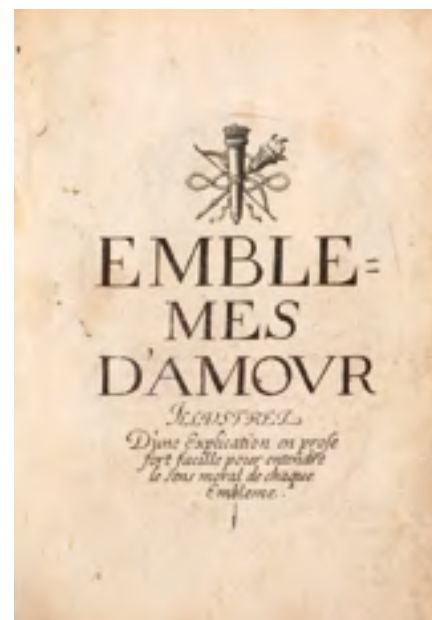 EMBLE=
MES
D'AMOVR
ILLUSTREZ
D'une Explication en prose
fort facille pour entendre
le sens moral de chaque
Embleme.